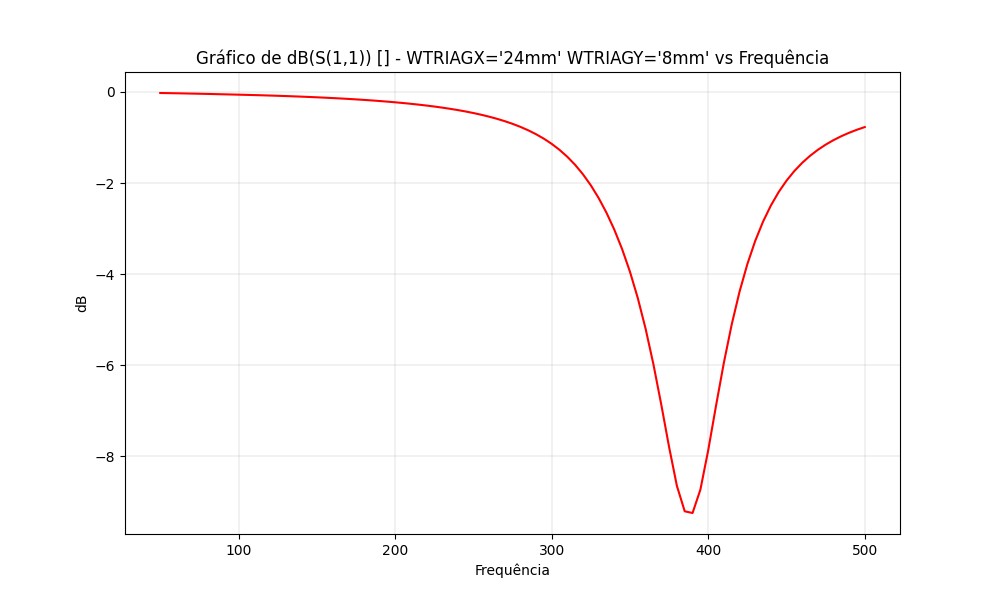 Gráfico de dB(S(1,1)) [] - WTRIAGX='24mm' WTRIAGY='8mm' vs Frequência
0
−2
−4
−6
−8
dB
100 200 300 400 500
Frequência